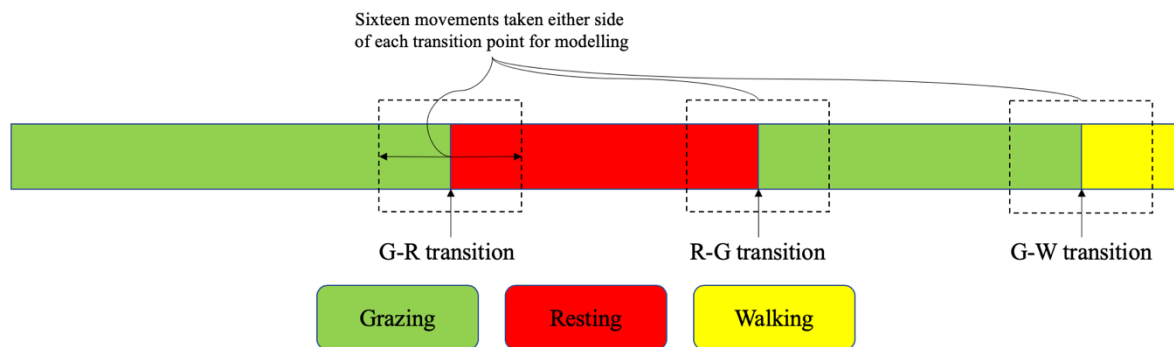 Sixteen movements taken either side
of each transition point for modelling
G-R transition
R-G transition
G-W transition
Grazing
Resting
Walking